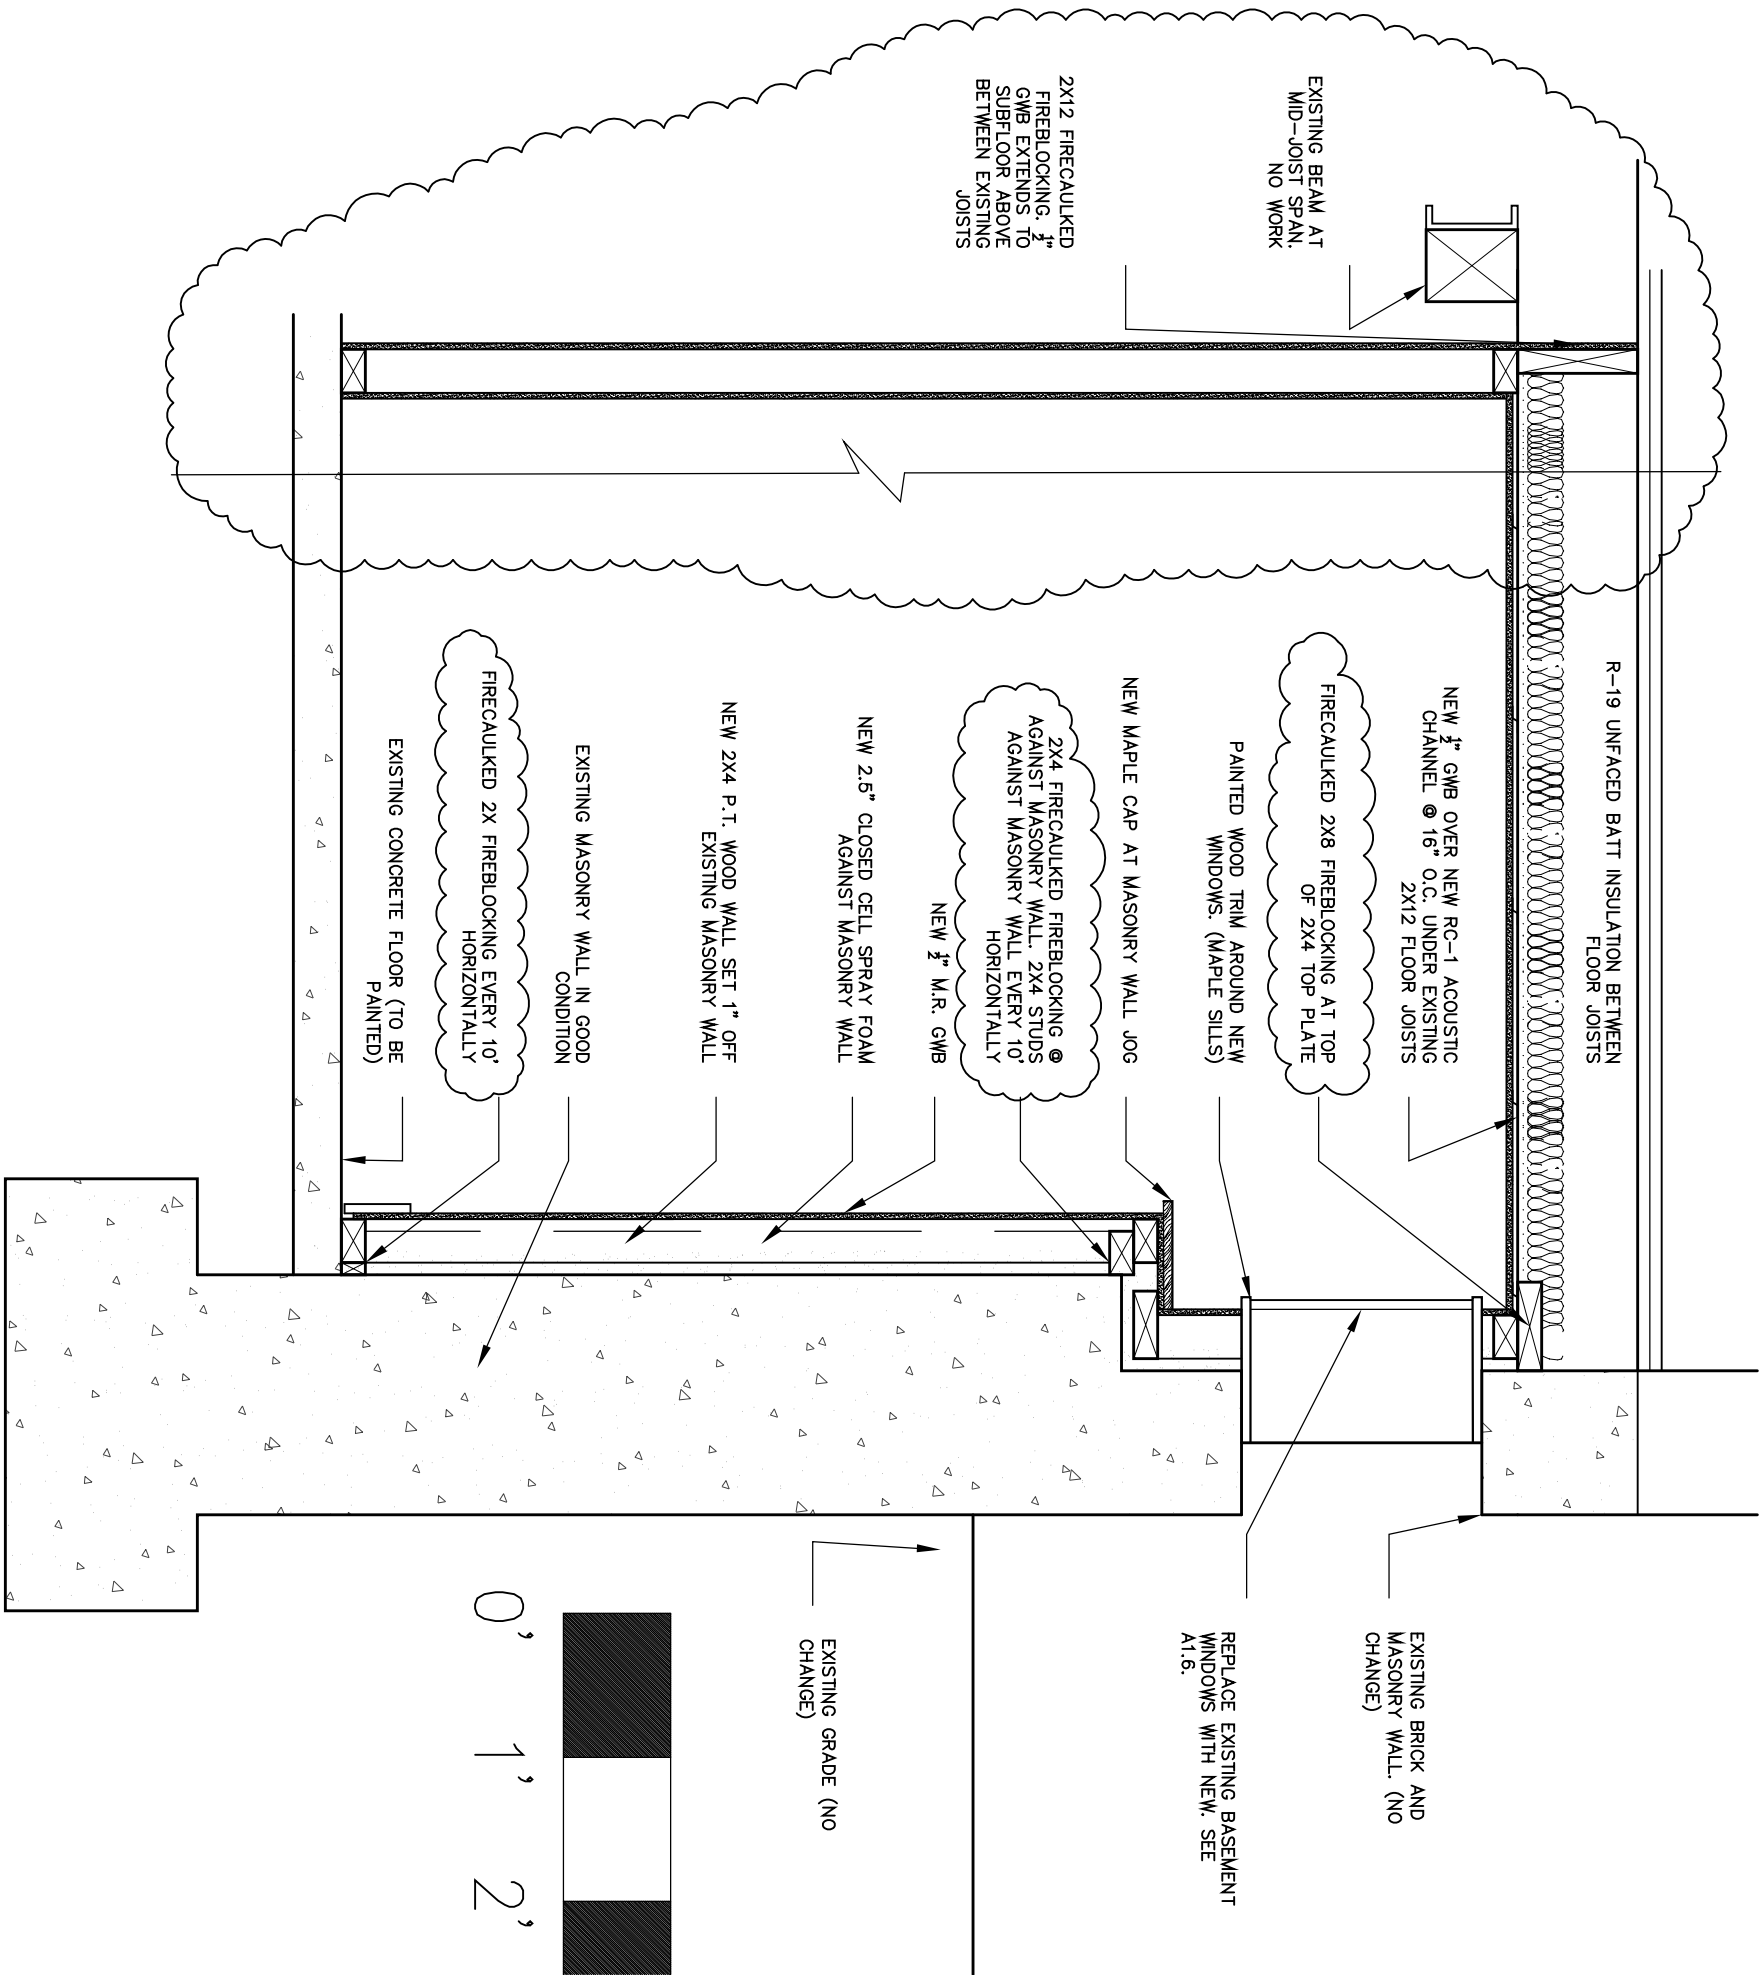 R-19 UNFACED BATT INSULATION BETWEEN
FLOOR JOISTS
NEW ½" GWB OVER NEW RC-1 ACOUSTIC
CHANNEL @ 16" O.C. UNDER EXISTING
2X12 FLOOR JOISTS
EXISTING BEAM AT
MID-JOIST SPAN.
NO WORK
FIRECAULKED 2X8 FIREBLOCKING AT TOP
OF 2X4 TOP PLATE
PAINTED WOOD TRIM AROUND NEW
WINDOWS. (MAPLE SILLS)
NEW MAPLE CAP AT MASONRY WALL JOG
2X12 FIRECAULKED
FIREBLOCKING. ½"
GWB EXTENDS TO
SUBFLOOR ABOVE
BETWEEN EXISTING
JOISTS
2X4 FIRECAULKED FIREBLOCKING @
AGAINST MASONRY WALL. 2X4 STUDS
AGAINST MASONRY WALL EVERY 10'
HORIZONTALLY
NEW ½" M.R. GWB
NEW 2.5" CLOSED CELL SPRAY FOAM
AGAINST MASONRY WALL
NEW 2X4 P.T. WOOD WALL SET 1" OFF
EXISTING MASONRY WALL
EXISTING MASONRY WALL IN GOOD
CONDITION
FIRECAULKED 2X FIREBLOCKING EVERY 10'
HORIZONTALLY
EXISTING CONCRETE FLOOR (TO BE
PAINTED)
EXISTING BRICK AND
MASONRY WALL. (NO
CHANGE)
REPLACE EXISTING BASEMENT
WINDOWS WITH NEW. SEE
A1.6.
EXISTING GRADE (NO
CHANGE)
0' 1' 2'